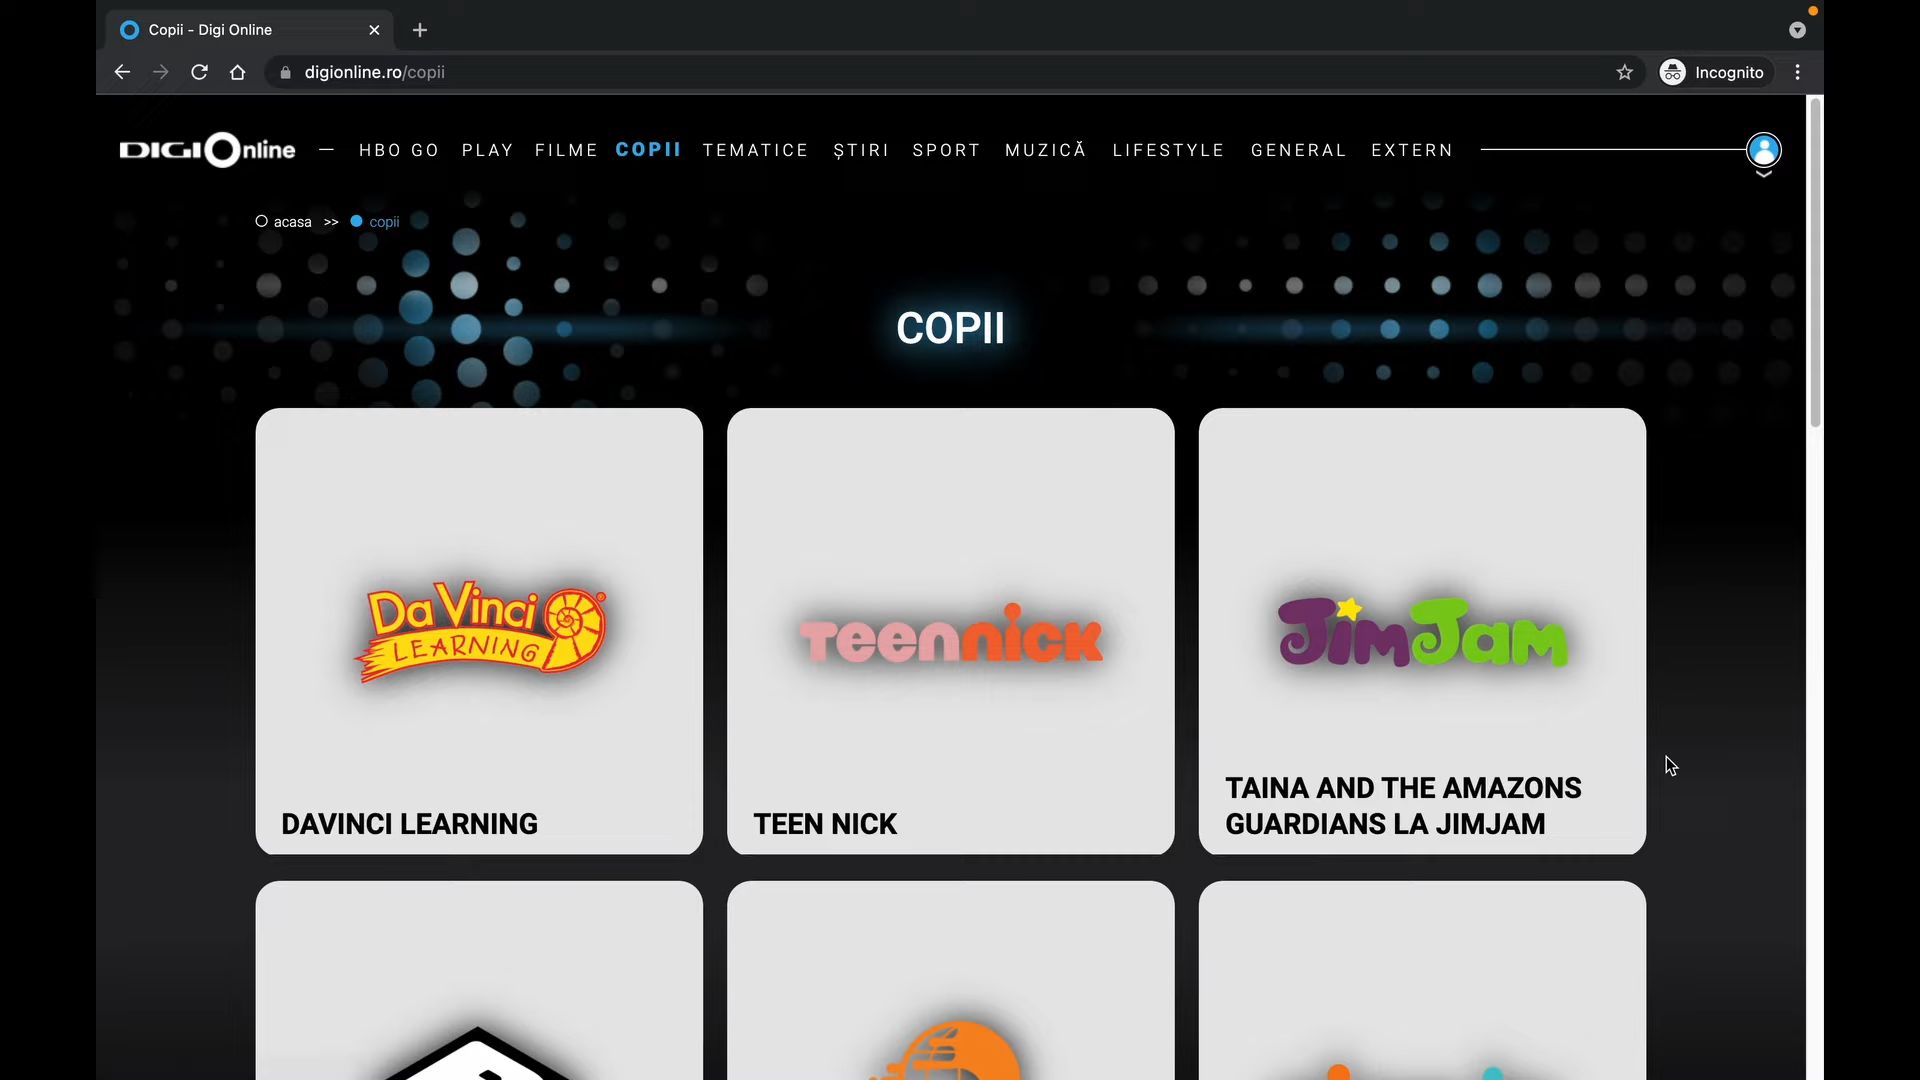 Copii - Digi Online
digionline.ro/copii
Incognito
DIGI Online
HBO GO PLAY FILME COPII TEMATICE ȘTIRI SPORT MUZICĂ LIFESTYLE GENERAL EXTERN
acasa >> copii
COPII
Da Vinci
LEARNING
DAVINCI LEARNING
Teennick
TEEN NICK
JimJam
TAINA AND THE AMAZONS
GUARDIANS LA JIMJAM